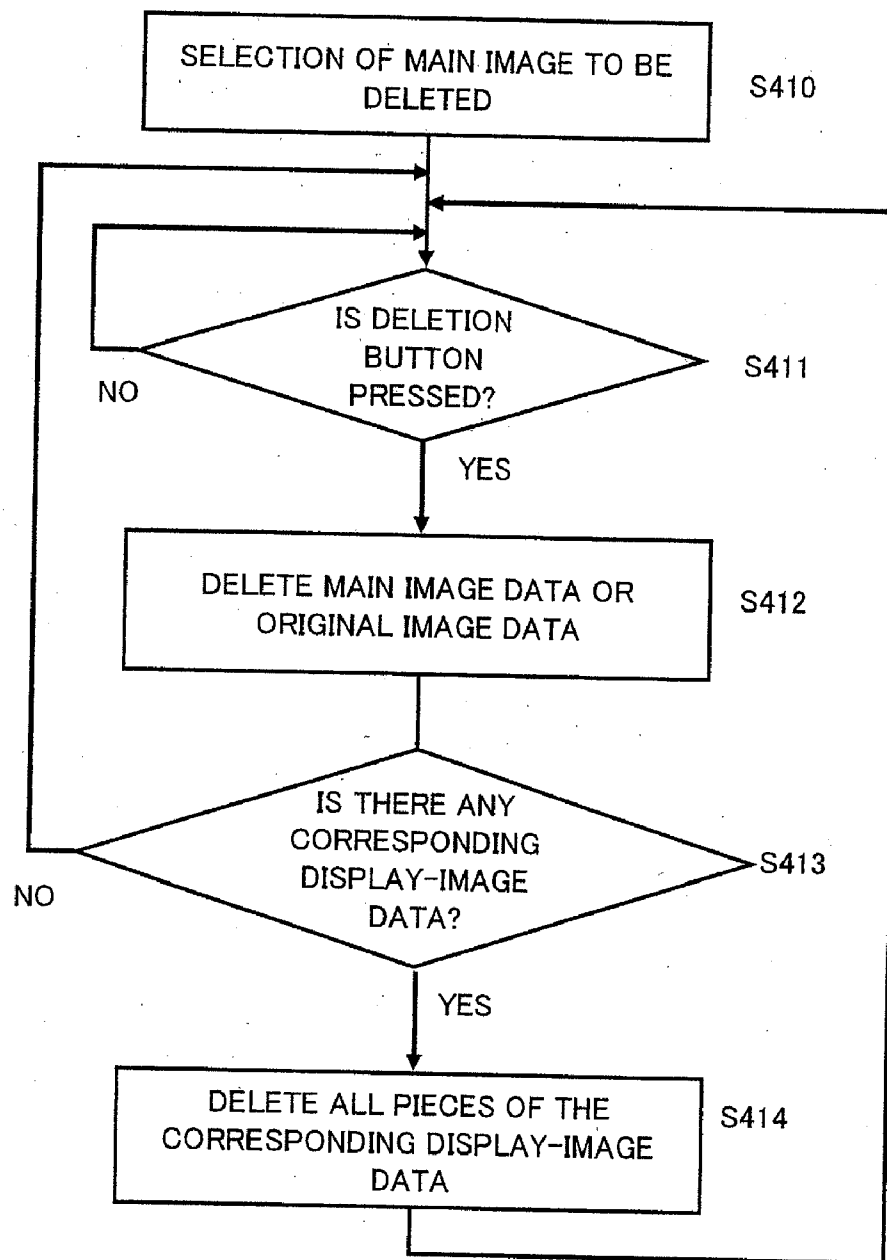 SELECTION OF MAIN IMAGE TO BE
DELETED
S410
IS DELETION
BUTTON
PRESSED?
S411
NO
YES
DELETE MAIN IMAGE DATA OR
ORIGINAL IMAGE DATA
S412
IS THERE ANY
CORRESPONDING
DISPLAY-IMAGE
DATA?
S413
NO
YES
DELETE ALL PIECES OF THE
CORRESPONDING DISPLAY-IMAGE
DATA
S414